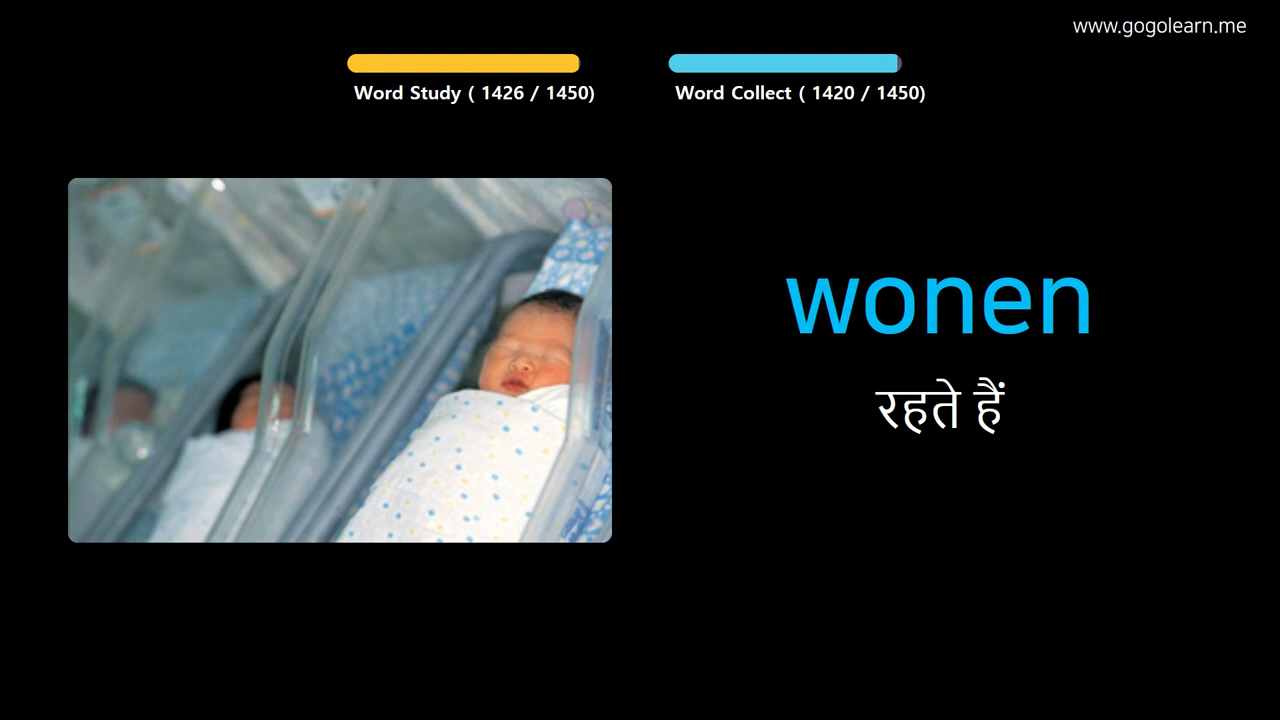 www.gogolearn.me
Word Study ( 1426 / 1450)
Word Collect ( 1420 / 1450)
wonen
रहते हैं